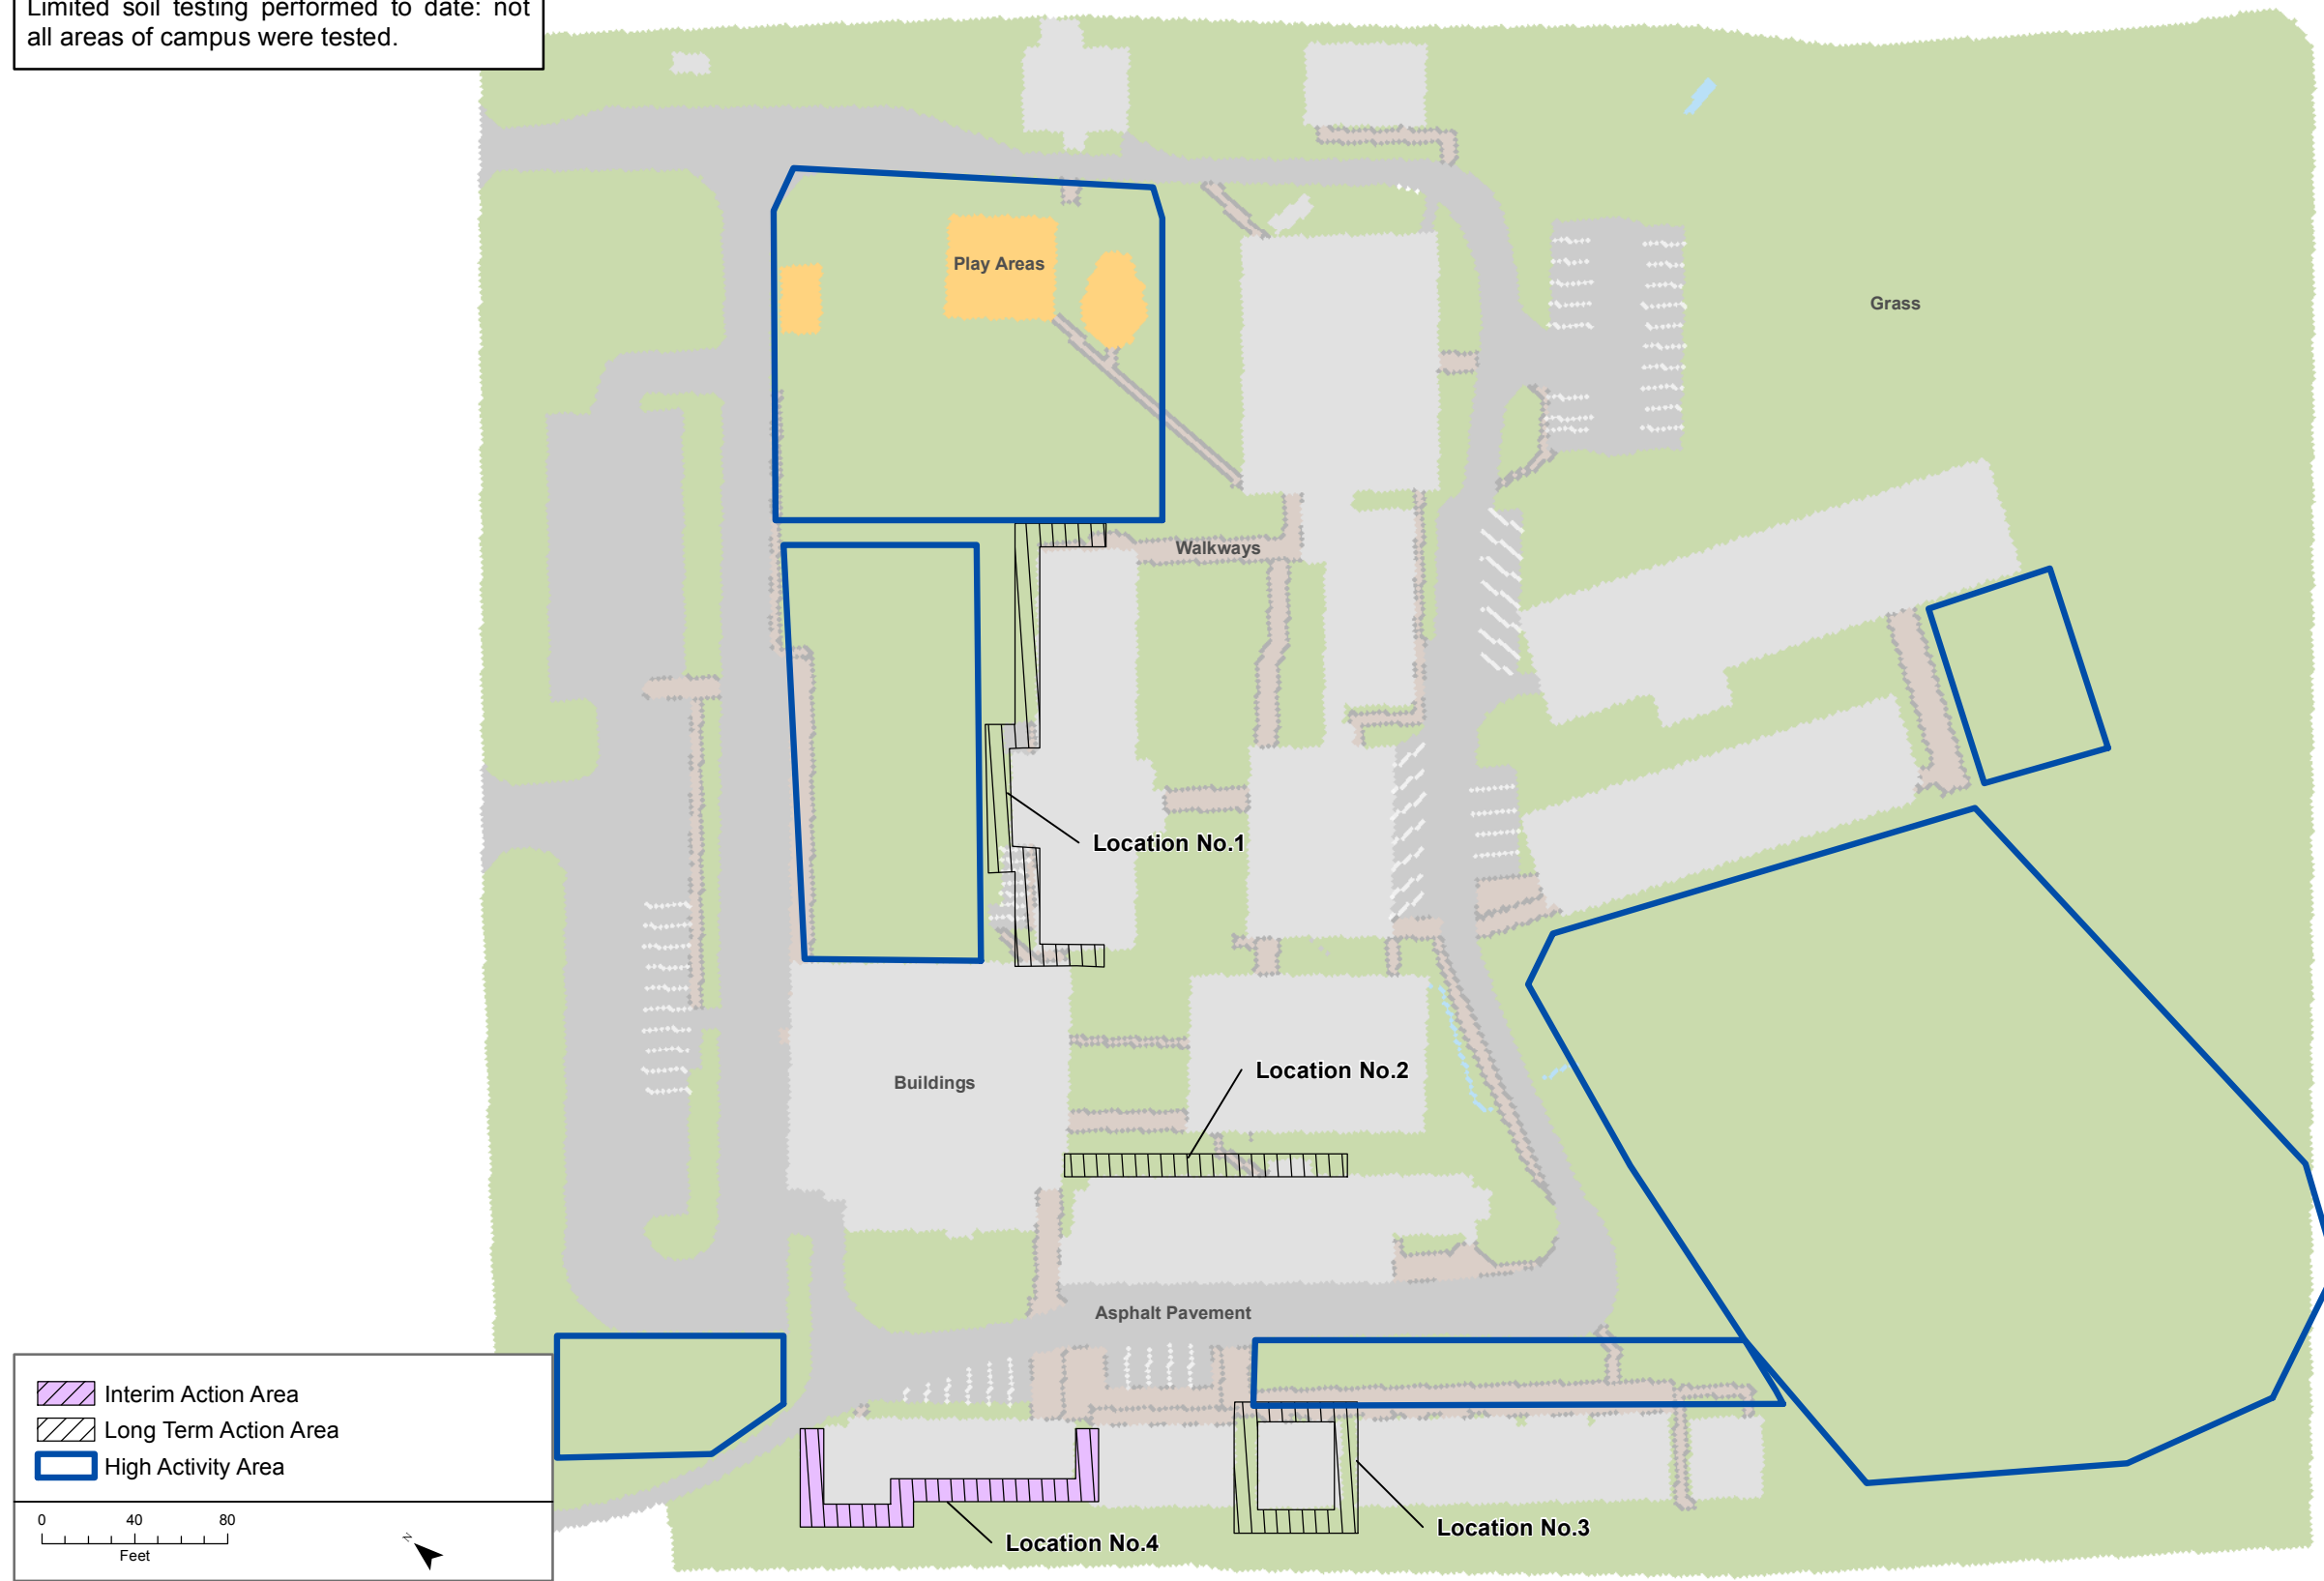 Limited soil testing performed to date: not
all areas of campus were tested.
Play Areas
Grass
Walkways
Location No.1
Location No.2
Buildings
Asphalt Pavement
Interim Action Area
Long Term Action Area
High Activity Area
0 40 80
Feet
N
Location No.4
Location No.3